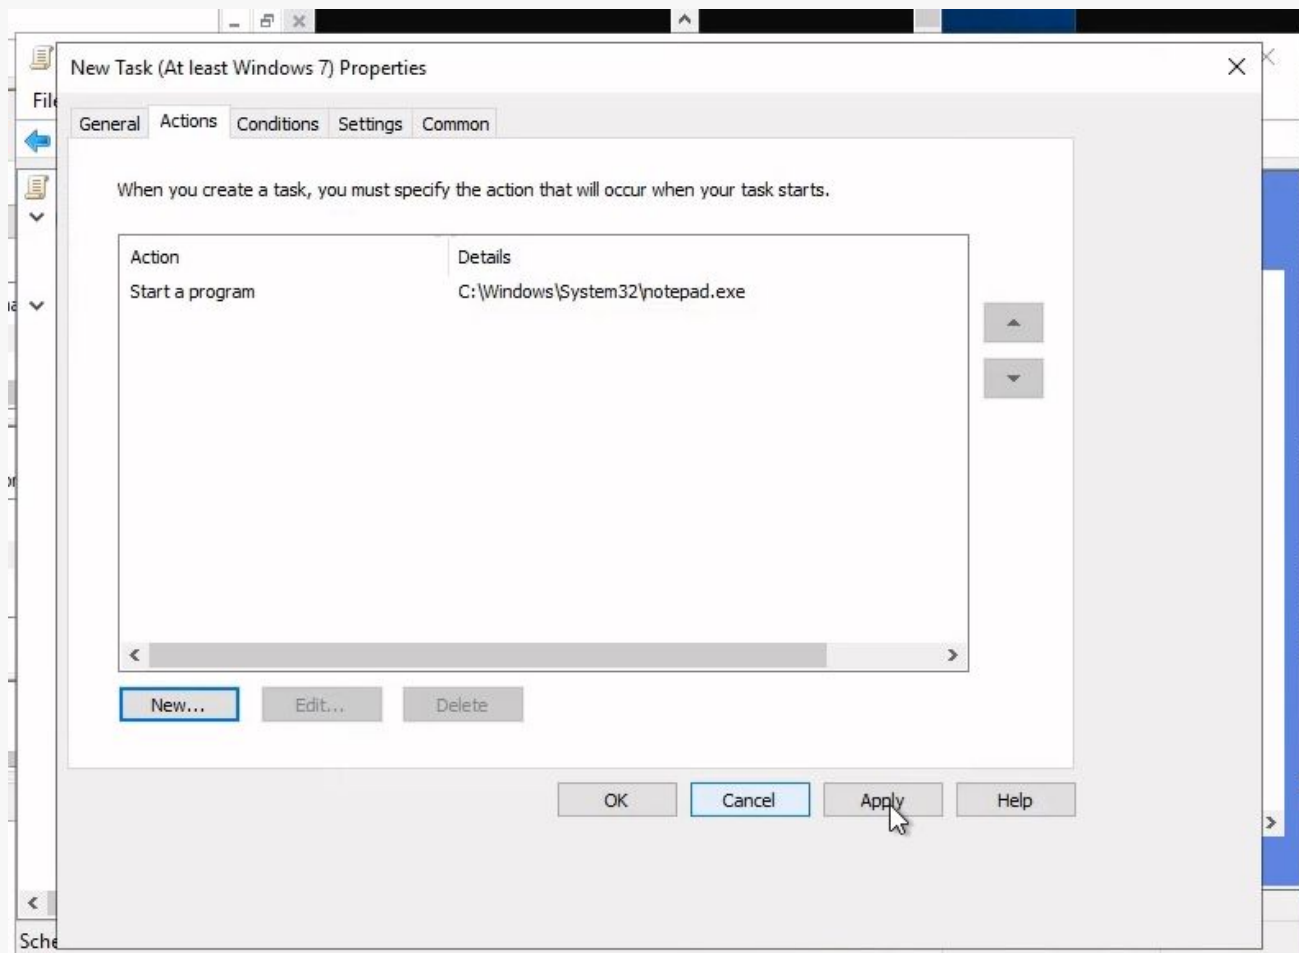 New Task (At least Windows 7) Properties
File
General Actions Conditions Settings Common
When you create a task, you must specify the action that will occur when your task starts.
Action Details
Start a program C:\Windows\System32\notepad.exe
New... Edit... Delete
OK Cancel Apply Help
Sche